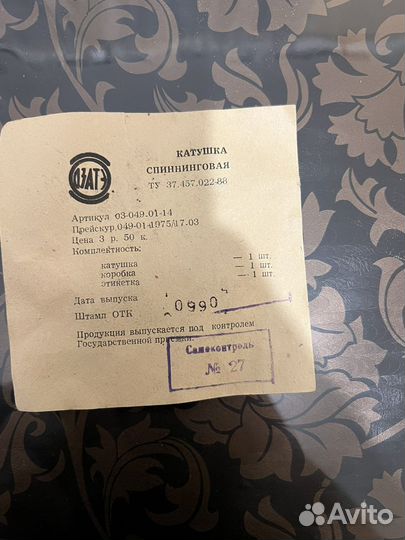 ДЗАТЭ
КАТУШКА
СПИННИНГОВАЯ
ТУ 37.457.022-88
Артикул 03-049.01-14
Прейскур. 049-01-1975/17.03
Цена 3 р. 50 к.
Комплектность:
катушка — 1 шт.
коробка — 1 шт.
этикетка — 1 шт.
Дата выпуска
Штамп ОТК 0990
Продукция выпускается под контролем
Государственной приемки.
Самоконтроль
№ 27
Avito